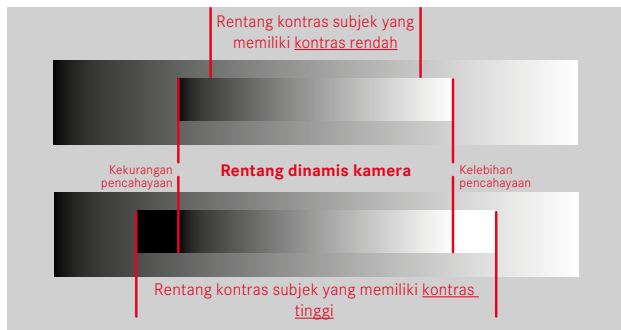 Rentang kontras subjek yang
memiliki kontras rendah
Kekurangan
pencahayaan
Rentang dinamis kamera
Kelebihan
pencahayaan
Rentang kontras subjek yang memiliki kontras
tinggi